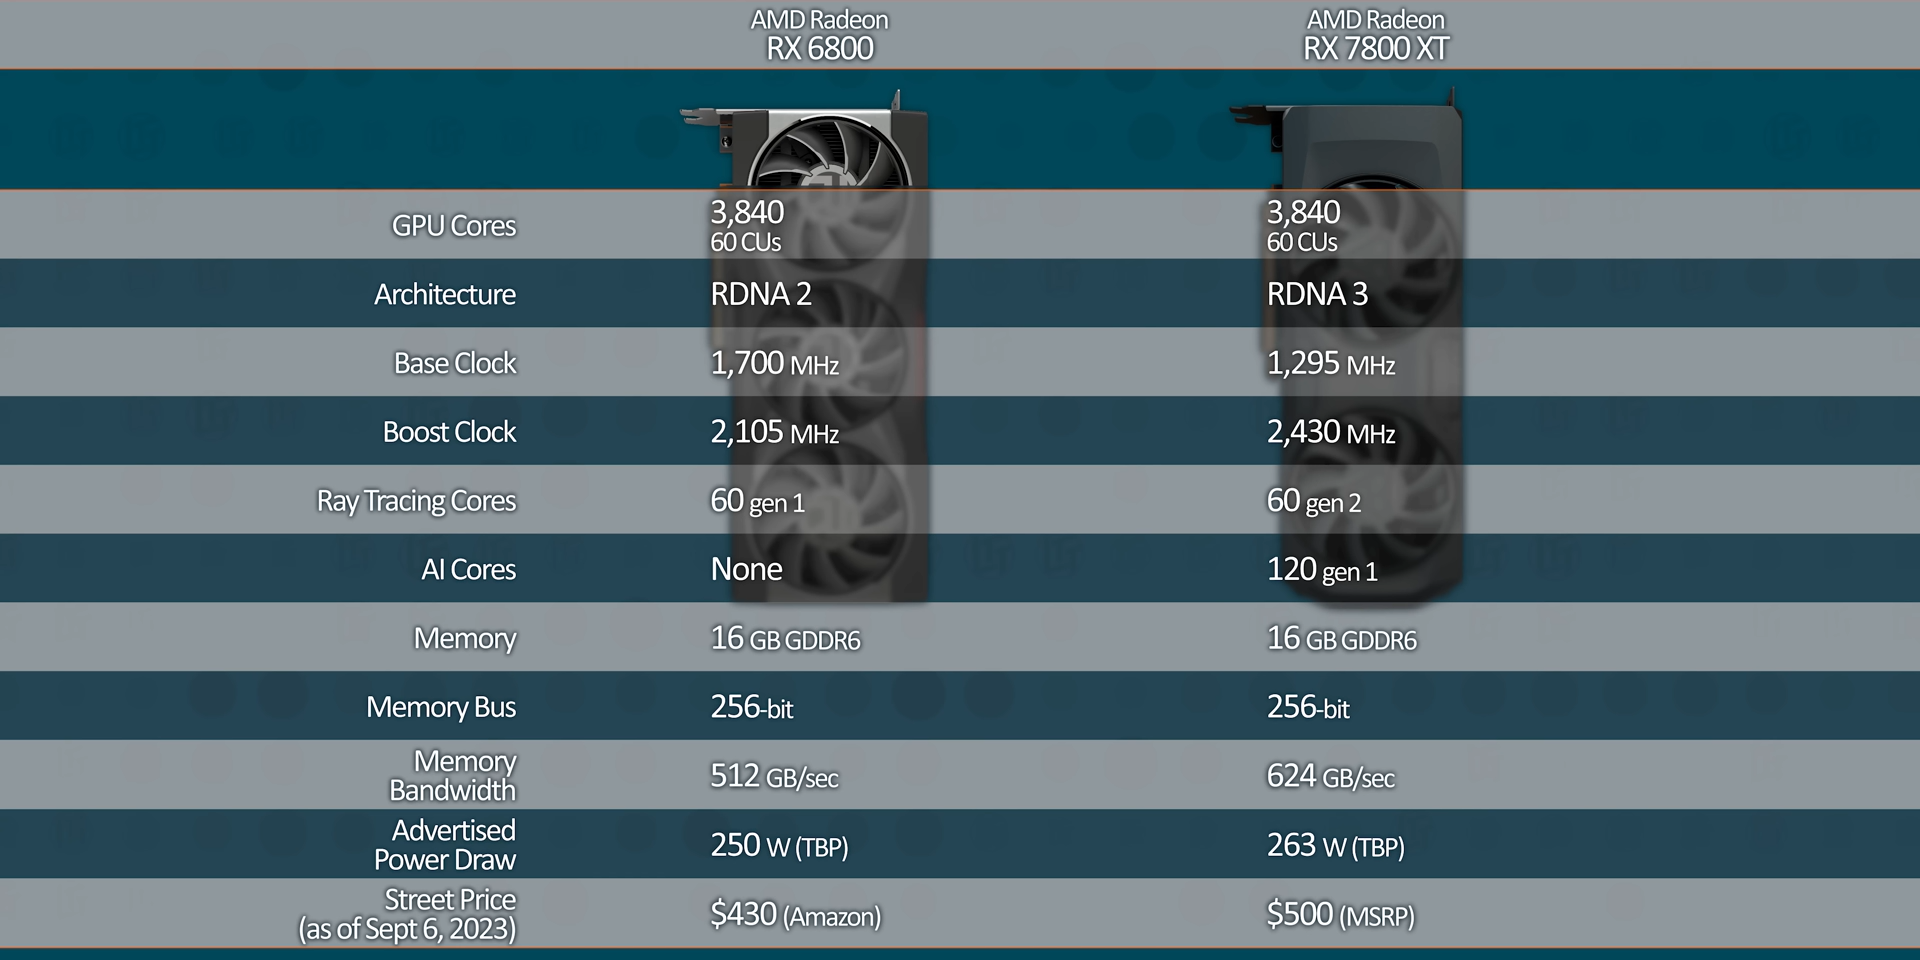 AMD Radeon
RX 6800
AMD Radeon
RX 7800 XT
GPU Cores
3,840
60 CUs
3,840
60 CUs
Architecture
RDNA 2
RDNA 3
Base Clock
1,700 MHz
1,295 MHz
Boost Clock
2,105 MHz
2,430 MHz
Ray Tracing Cores
60 gen 1
60 gen 2
AI Cores
None
120 gen 1
Memory
16 GB GDDR6
16 GB GDDR6
Memory Bus
256-bit
256-bit
Memory
Bandwidth
512 GB/sec
624 GB/sec
Advertised
Power Draw
250 W (TBP)
263 W (TBP)
Street Price
(as of Sept 6, 2023)
$430 (Amazon)
$500 (MSRP)